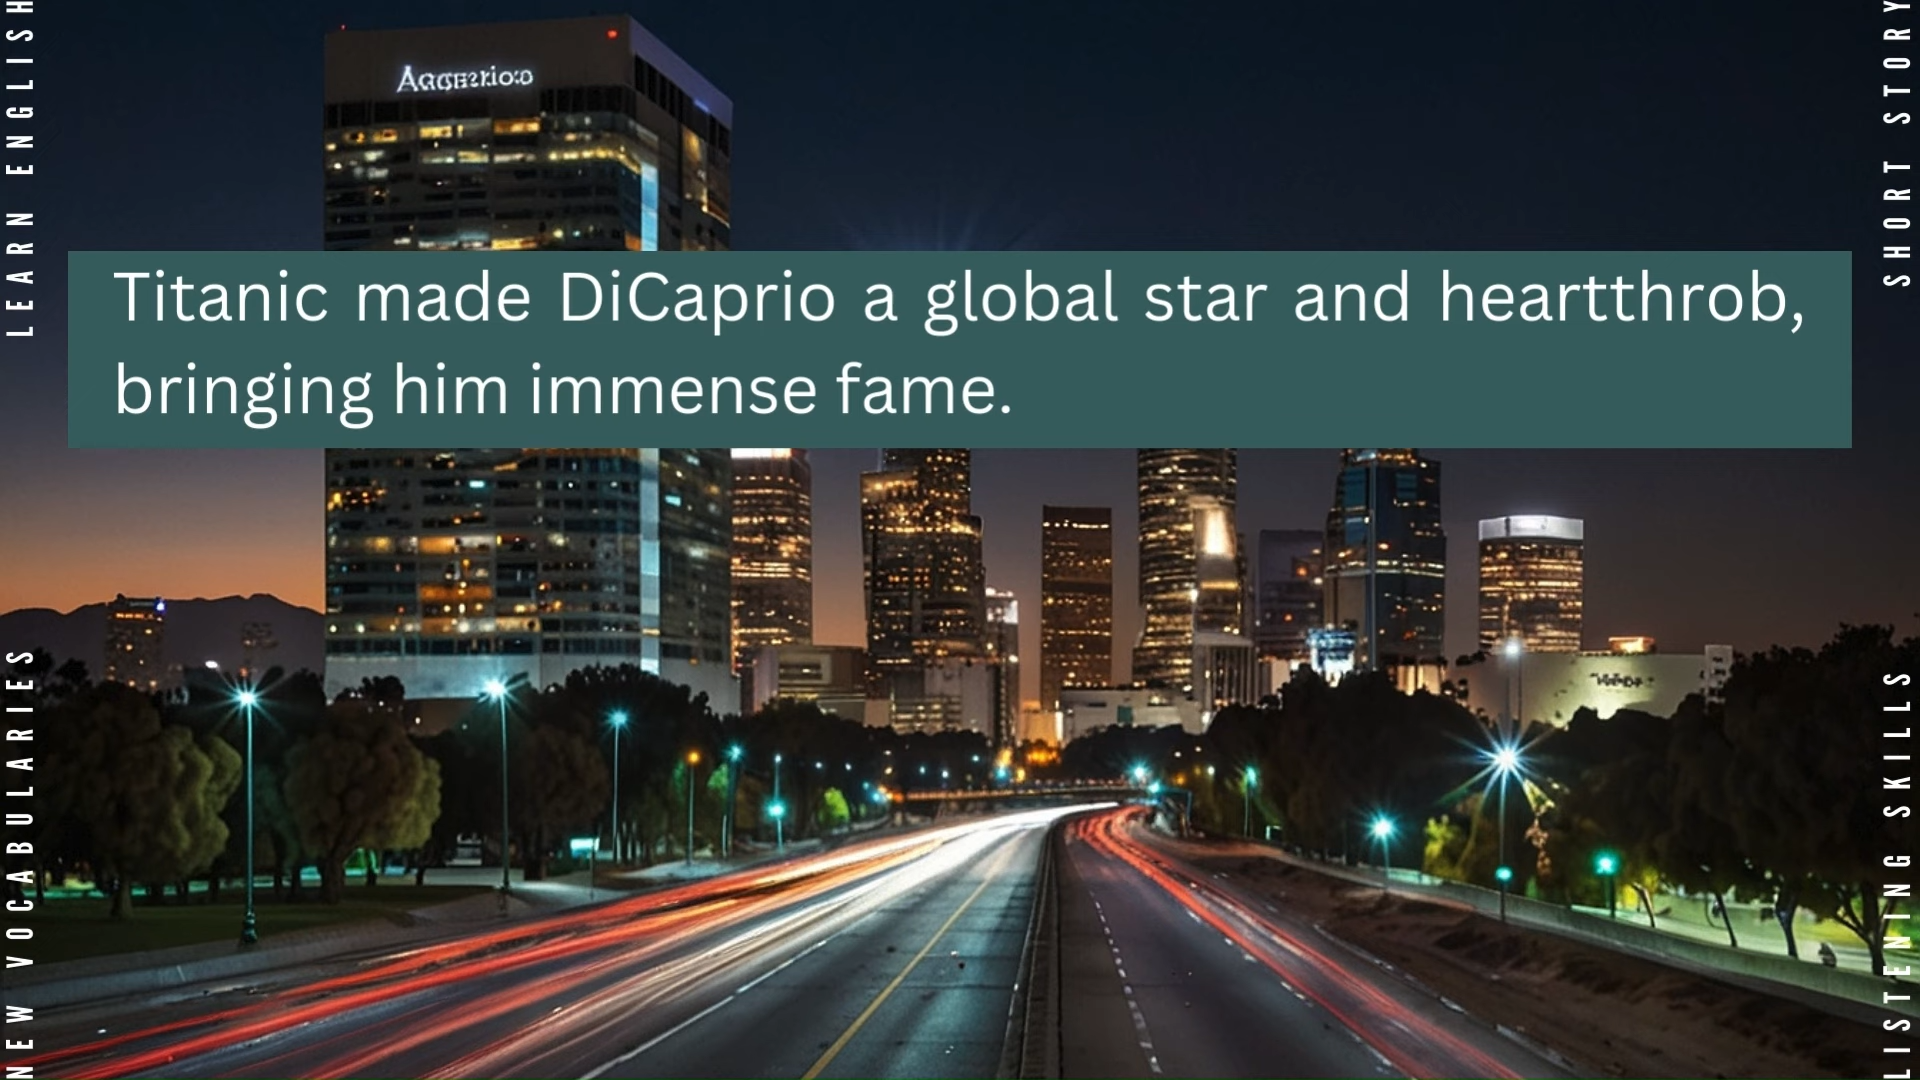 LEARN ENGLISH
SHORT STORY
Titanic made DiCaprio a global star and heartthrob,
bringing him immense fame.
NEW VOCABULARIES
LISTENING SKILLS